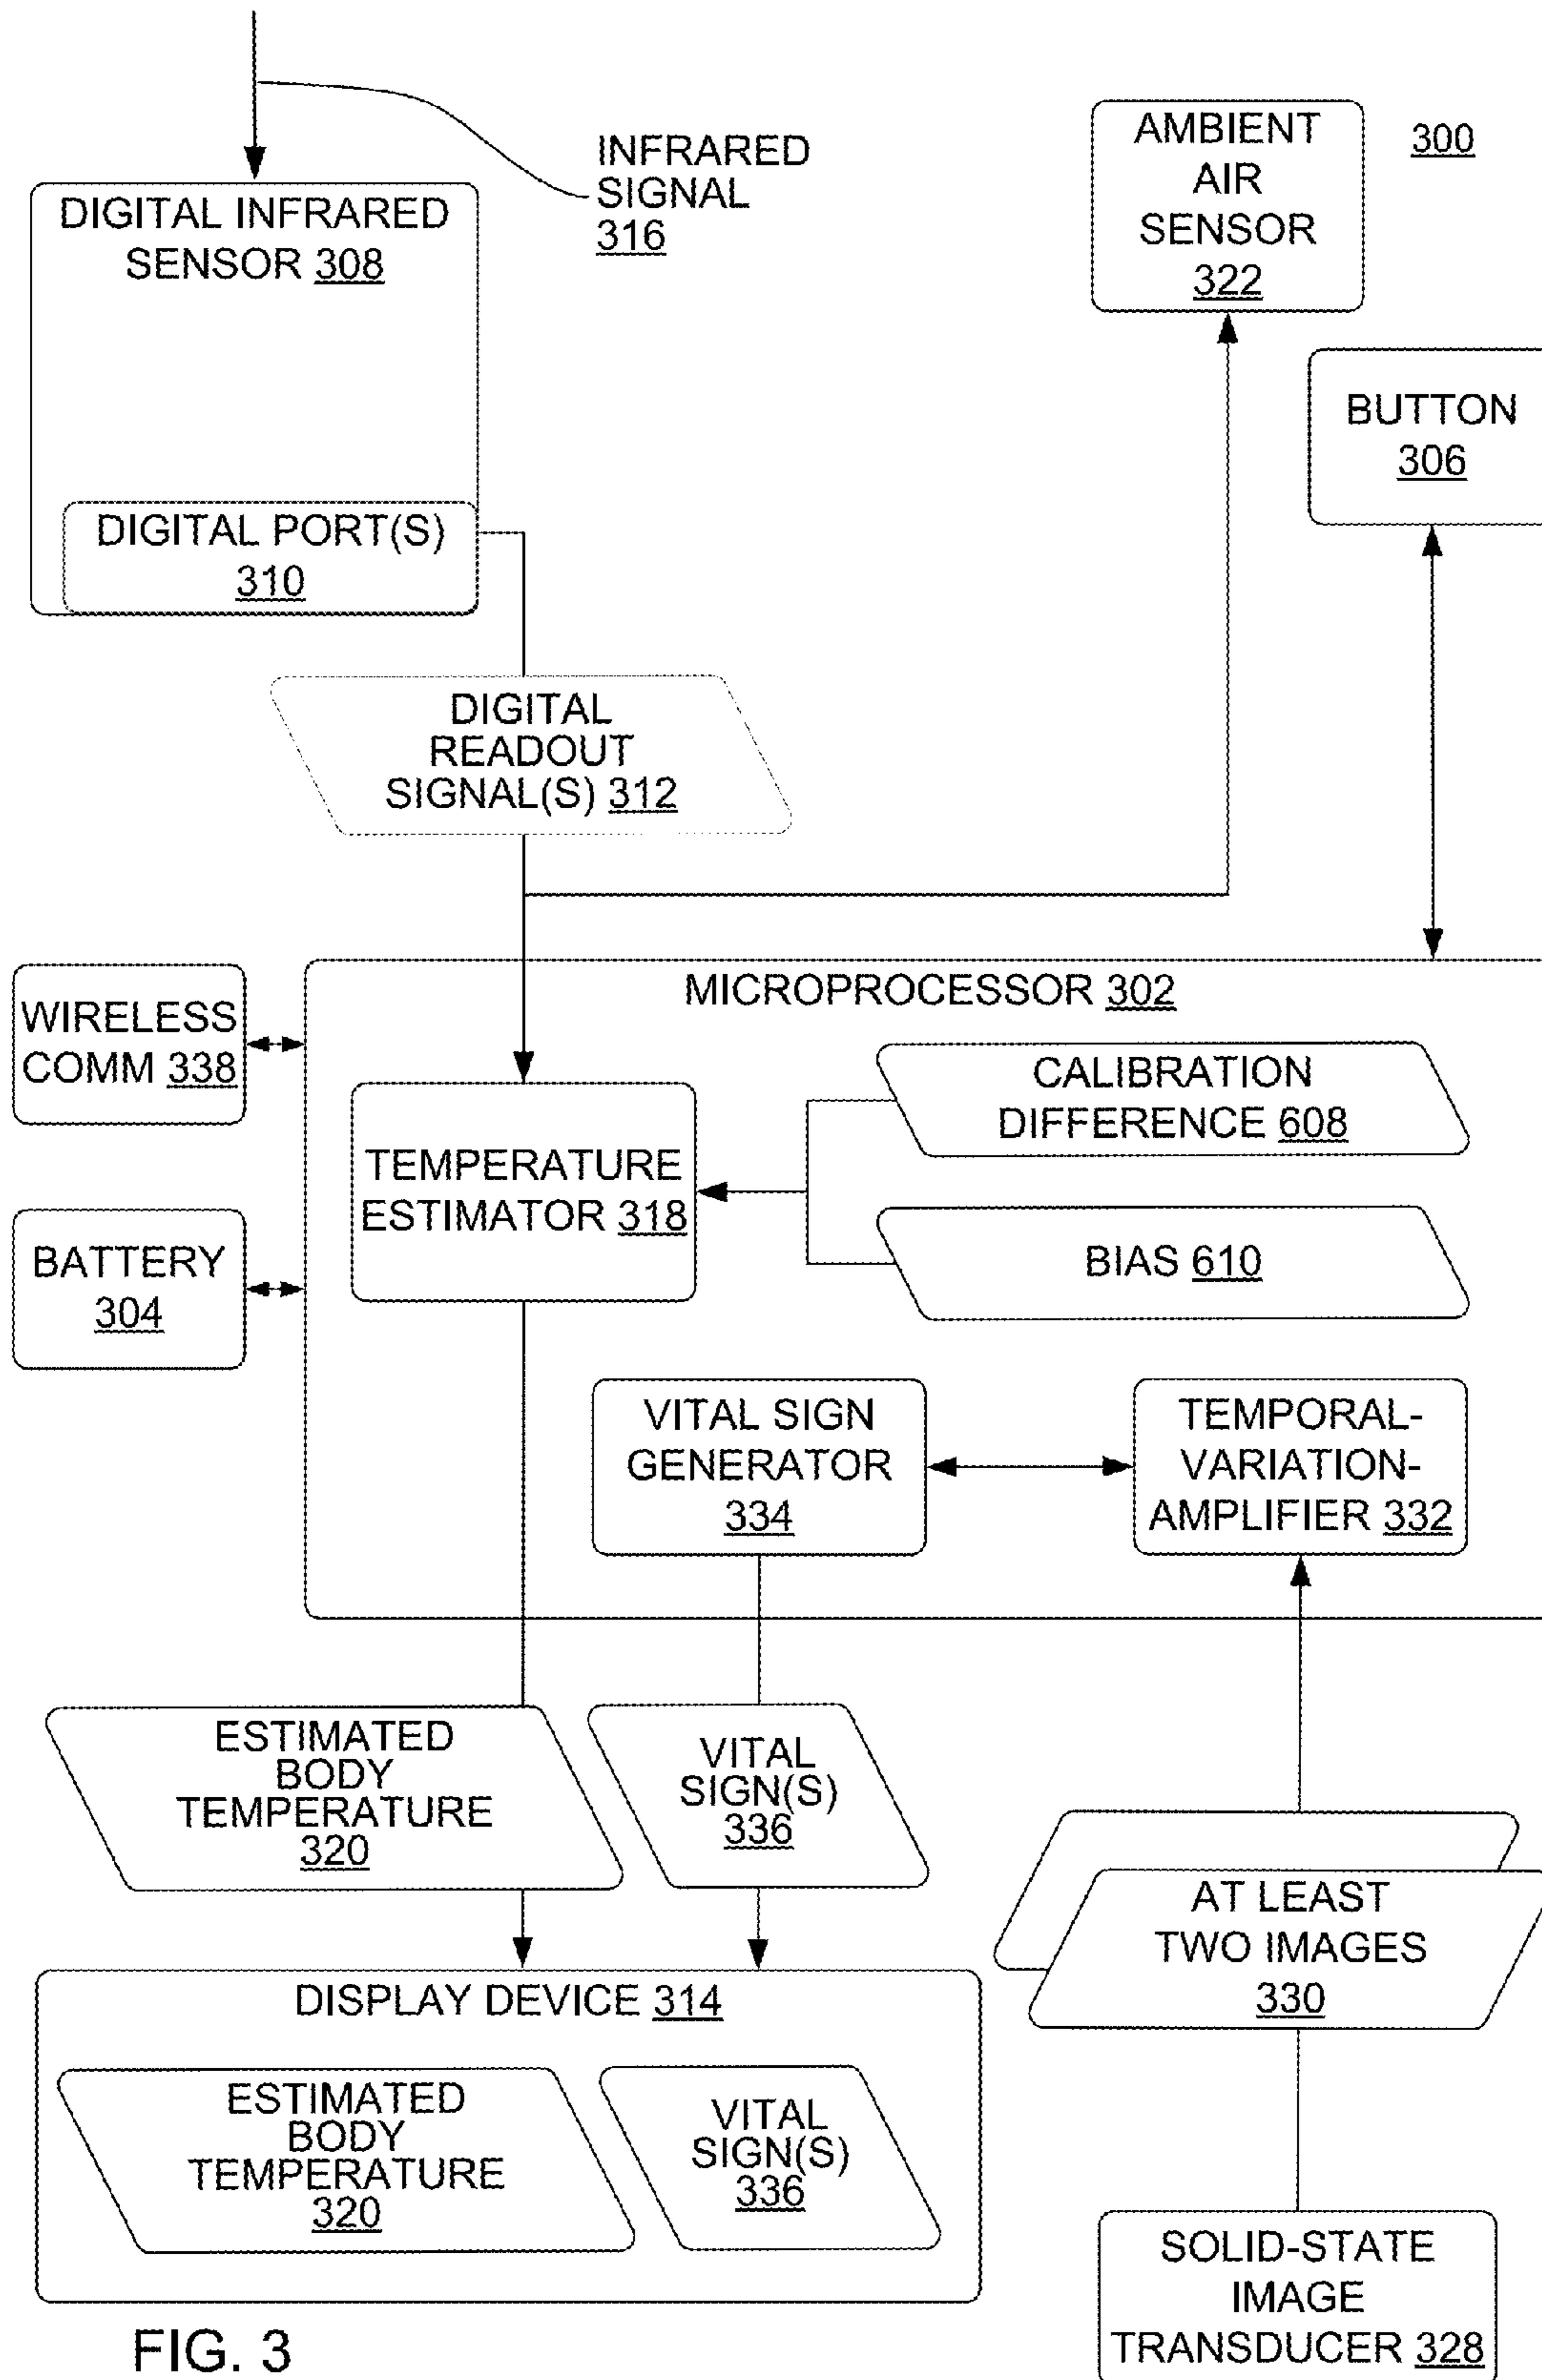 INFRARED
SIGNAL
316
AMBIENT
AIR
SENSOR
322
300
DIGITAL INFRARED
SENSOR 308
BUTTON
306
DIGITAL PORT(S)
310
DIGITAL
READOUT
SIGNAL(S) 312
MICROPROCESSOR 302
WIRELESS
COMM 338
CALIBRATION
DIFFERENCE 608
TEMPERATURE
ESTIMATOR 318
BIAS 610
BATTERY
304
VITAL SIGN
GENERATOR
334
TEMPORAL-
VARIATION-
AMPLIFIER 332
ESTIMATED
BODY
TEMPERATURE
320
VITAL
SIGN(S)
336
AT LEAST
TWO IMAGES
330
DISPLAY DEVICE 314
ESTIMATED
BODY
TEMPERATURE
320
VITAL
SIGN(S)
336
SOLID-STATE
IMAGE
TRANSDUCER 328
FIG. 3